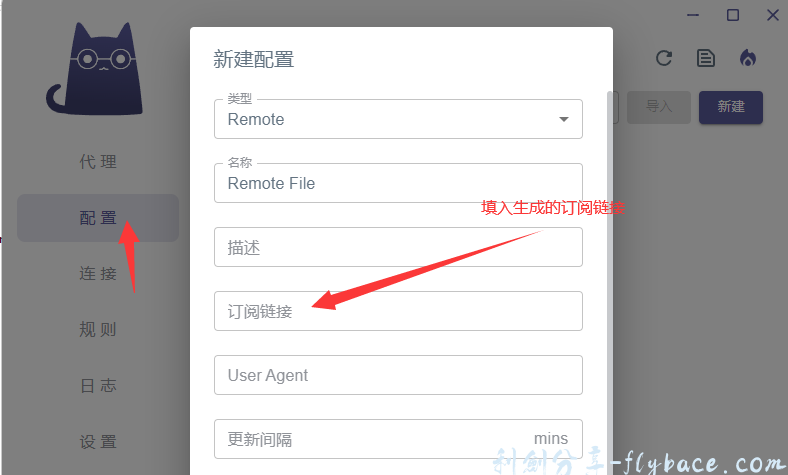 新建配置
类型
Remote
导入
新建
代 理
名称
Remote File
填入生成的订阅链接
配 置
描述
连 接
订阅链接
规 则
User Agent
日 志
更新间隔
mins
设 置
利創分享-flybace.com